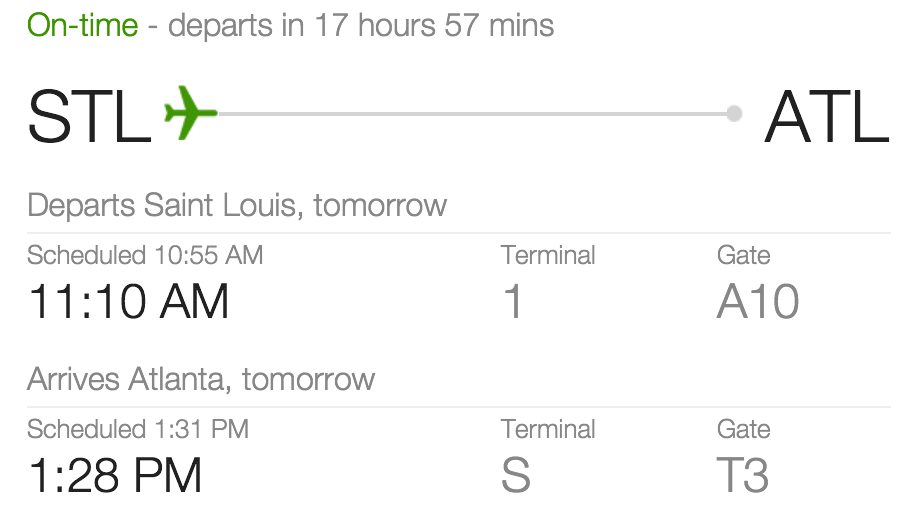 On-time - departs in 17 hours 57 mins
STL ATL
Departs Saint Louis, tomorrow
Scheduled 10:55 AM Terminal Gate
11:10 AM 1 A10
Arrives Atlanta, tomorrow
Scheduled 1:31 PM Terminal Gate
1:28 PM S T3